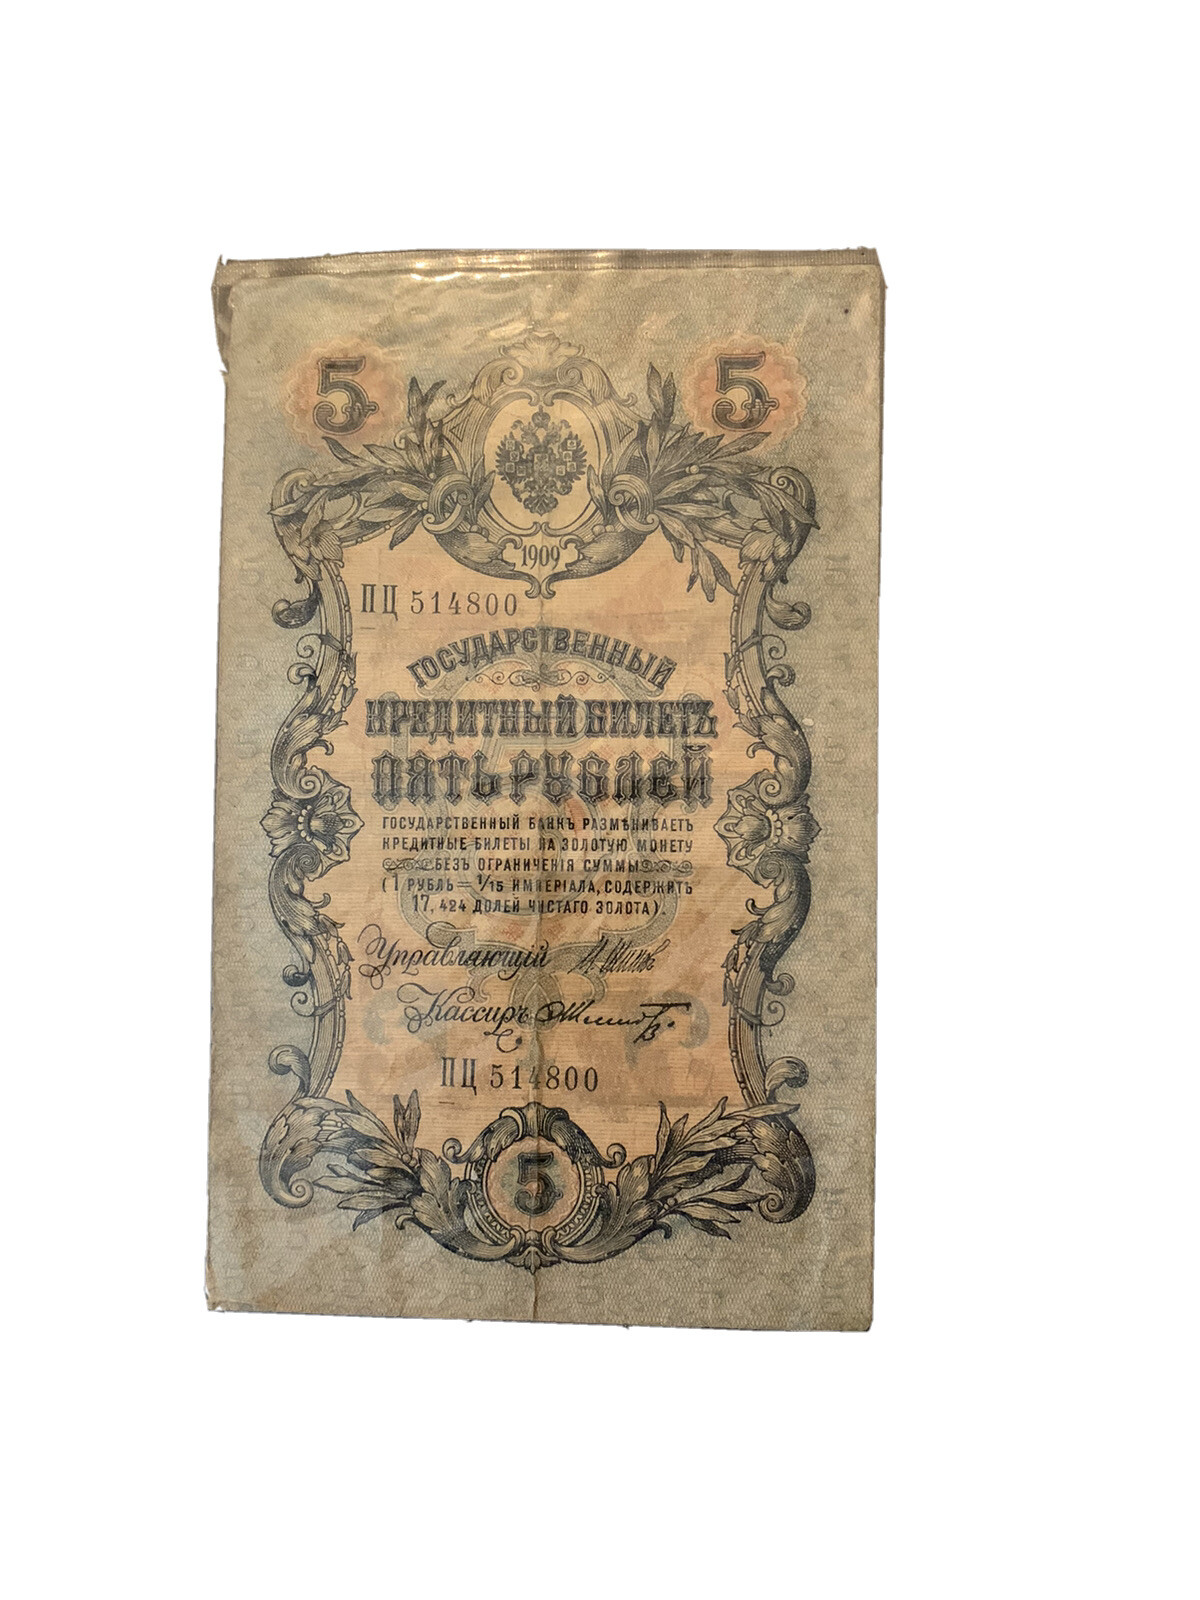 5 5
1909
ПЦ 514800
ГОСУДАРСТВЕННЫЙ
КРЕДИТНЫЙ БИЛЕТЪ
ПЯТЬ РУБЛЕЙ
ГОСУДАРСТВЕННЫЙ БАНКЪ РАЗМѢНИВАЕТЪ
КРЕДИТНЫЕ БИЛЕТЫ НА ЗОЛОТУЮ МОНЕТУ
БЕЗЪ ОГРАНИЧЕНІЯ СУММЫ
(1 РУБЛЬ = 1/15 ИМПЕРІАЛА, СОДЕРЖИТЪ
17,424 ДОЛЕЙ ЧИСТАГО ЗОЛОТА).
Управляющій
Кассиръ
ПЦ 514800
5